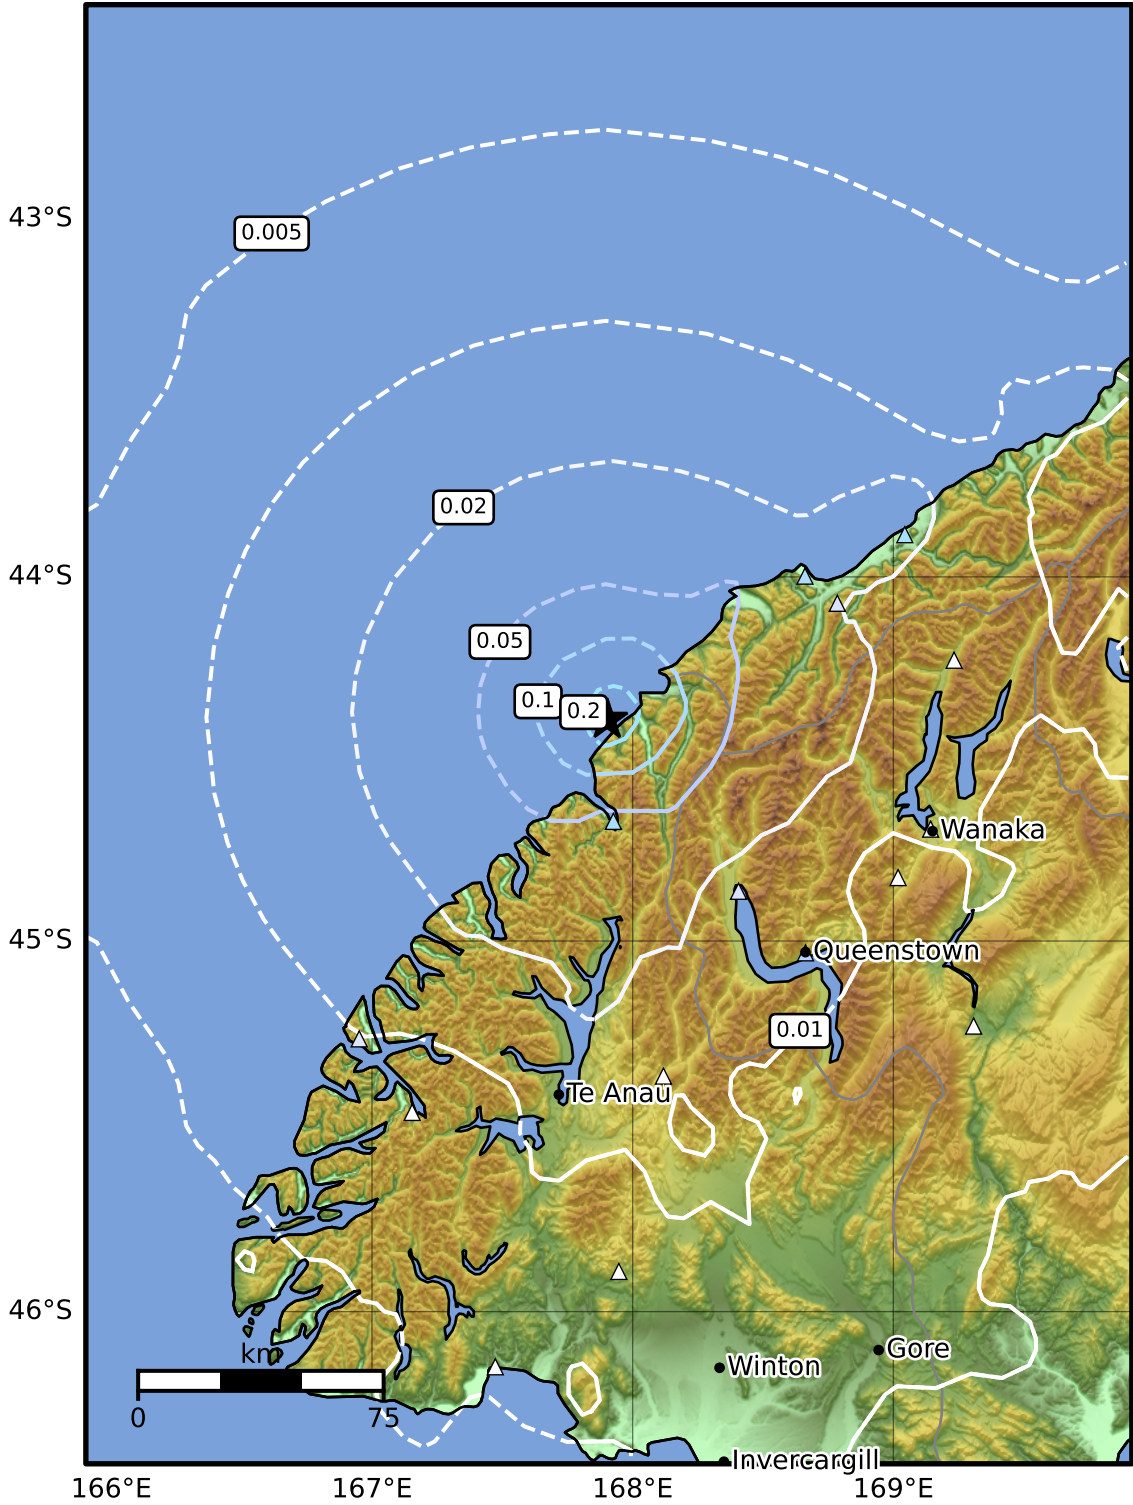 43°S
0.005
0.02
44°S
0.05
0.1
0.2
Wanaka
45°S
Queenstown
0.01
Te Anau
46°S
km
Gore
Winton
0
75
Invercargill
166°E
167°E
168°E
169°E